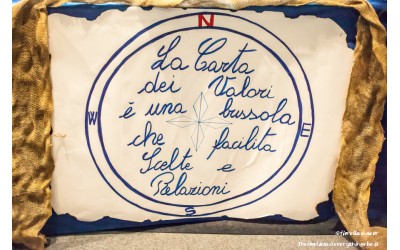 N
La Carta
dei Valori
è una bussola
che facilita
Scelte e
Relazioni
W
E
S